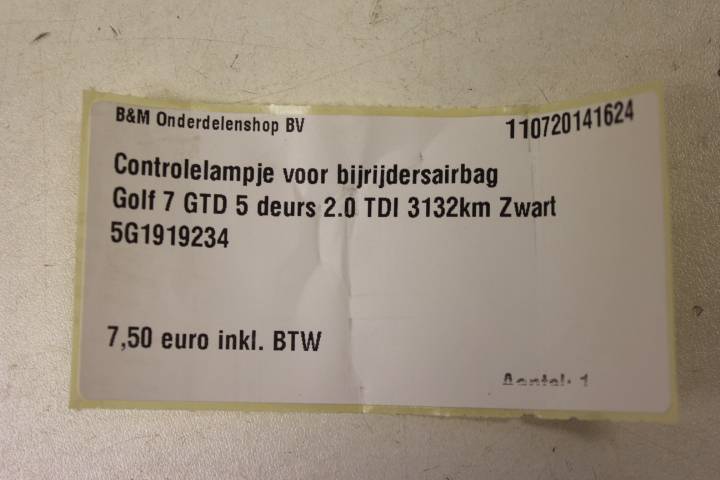 B&M Onderdelenshop BV 110720141624
Controlelampje voor bijrijdersairbag
Golf 7 GTD 5 deurs 2.0 TDI 3132km Zwart
5G1919234
7,50 euro inkl. BTW
Aantal: 1